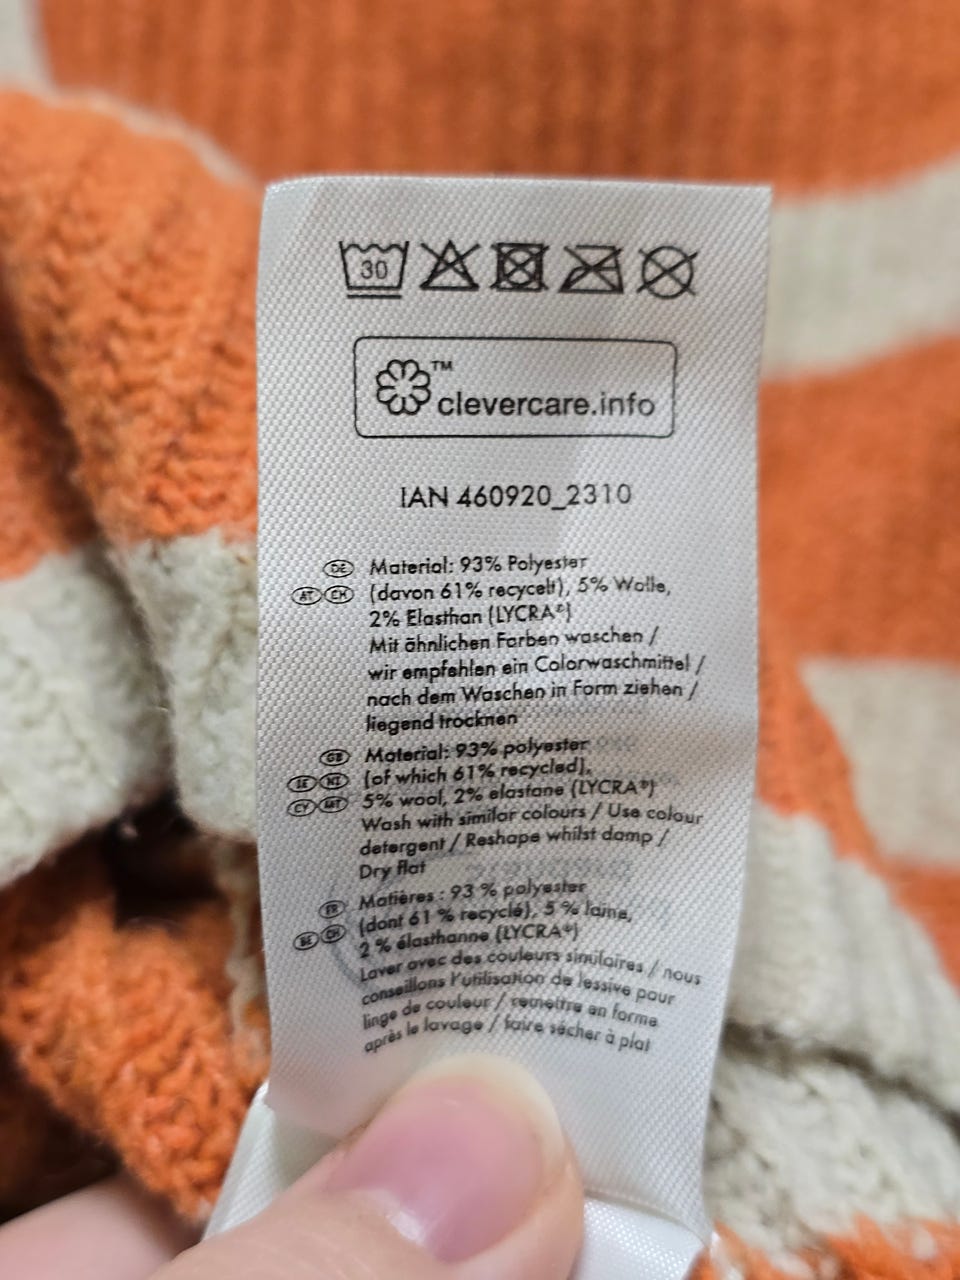 30
clevercare.info™
IAN 460920_2310
DE Material: 93% Polyester
AT CH (davon 61% recycelt), 5% Wolle,
2% Elasthan (LYCRA®)
Mit ähnlichen Farben waschen /
wir empfehlen ein Colorwaschmittel /
nach dem Waschen in Form ziehen /
liegend trocknen
GB Material: 93% polyester
IE NI (of which 61% recycled),
CY MT 5% wool, 2% elastane (LYCRA®)
Wash with similar colours / Use colour
detergent / Reshape whilst damp /
Dry flat
FR Matières : 93 % polyester
BE CH (dont 61 % recyclé), 5 % laine,
2 % élasthanne (LYCRA®)
Laver avec des couleurs similaires / nous
conseillons l'utilisation de lessive pour
linge de couleur / remettre en forme
après le lavage / faire sécher à plat